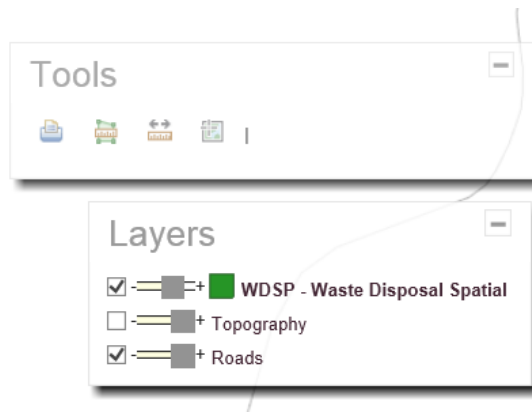 Tools
Layers
- + WDSP - Waste Disposal Spatial
- + Topography
- + Roads